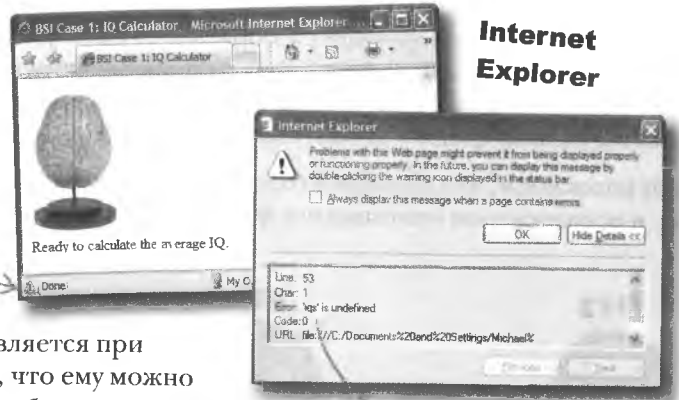 BSI Case 1: IQ Calculator Microsoft Internet Explorer
BSI Case 1: IQ Calculator
Internet
Explorer
Ready to calculate the average IQ.
Done
Internet Explorer
Problems with this Web page might prevent it from being displayed properly
or functioning properly. In the future, you can display this message by
double-clicking the warning icon displayed in the status bar.
Always display this message when a page contains errors.
OK
Hide Details <<
Line: 53
Char: 1
Error: 'iqs' is undefined
Code: 0
URL: file://C:/Documents%20and%20Settings/Michael%
вляется при
, что ему можно